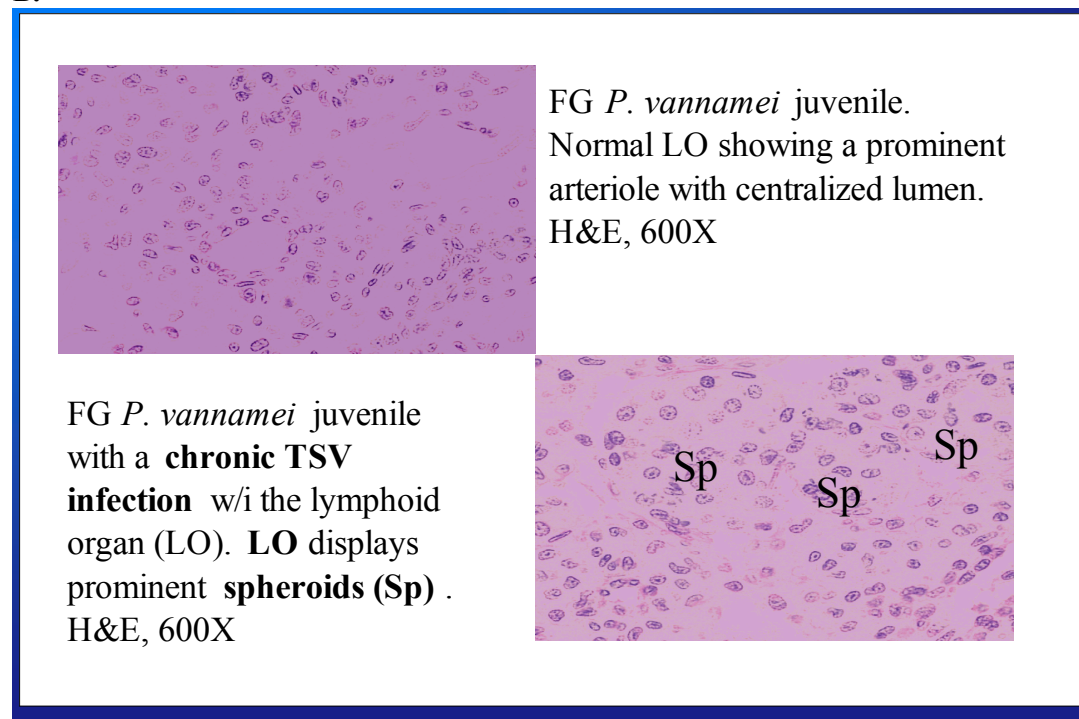 FG P. vannamei juvenile.
Normal LO showing a prominent
arteriole with centralized lumen.
H&E, 600X
FG P. vannamei juvenile
with a chronic TSV
infection w/i the lymphoid
organ (LO). LO displays
prominent spheroids (Sp) .
H&E, 600X
Sp
Sp
Sp